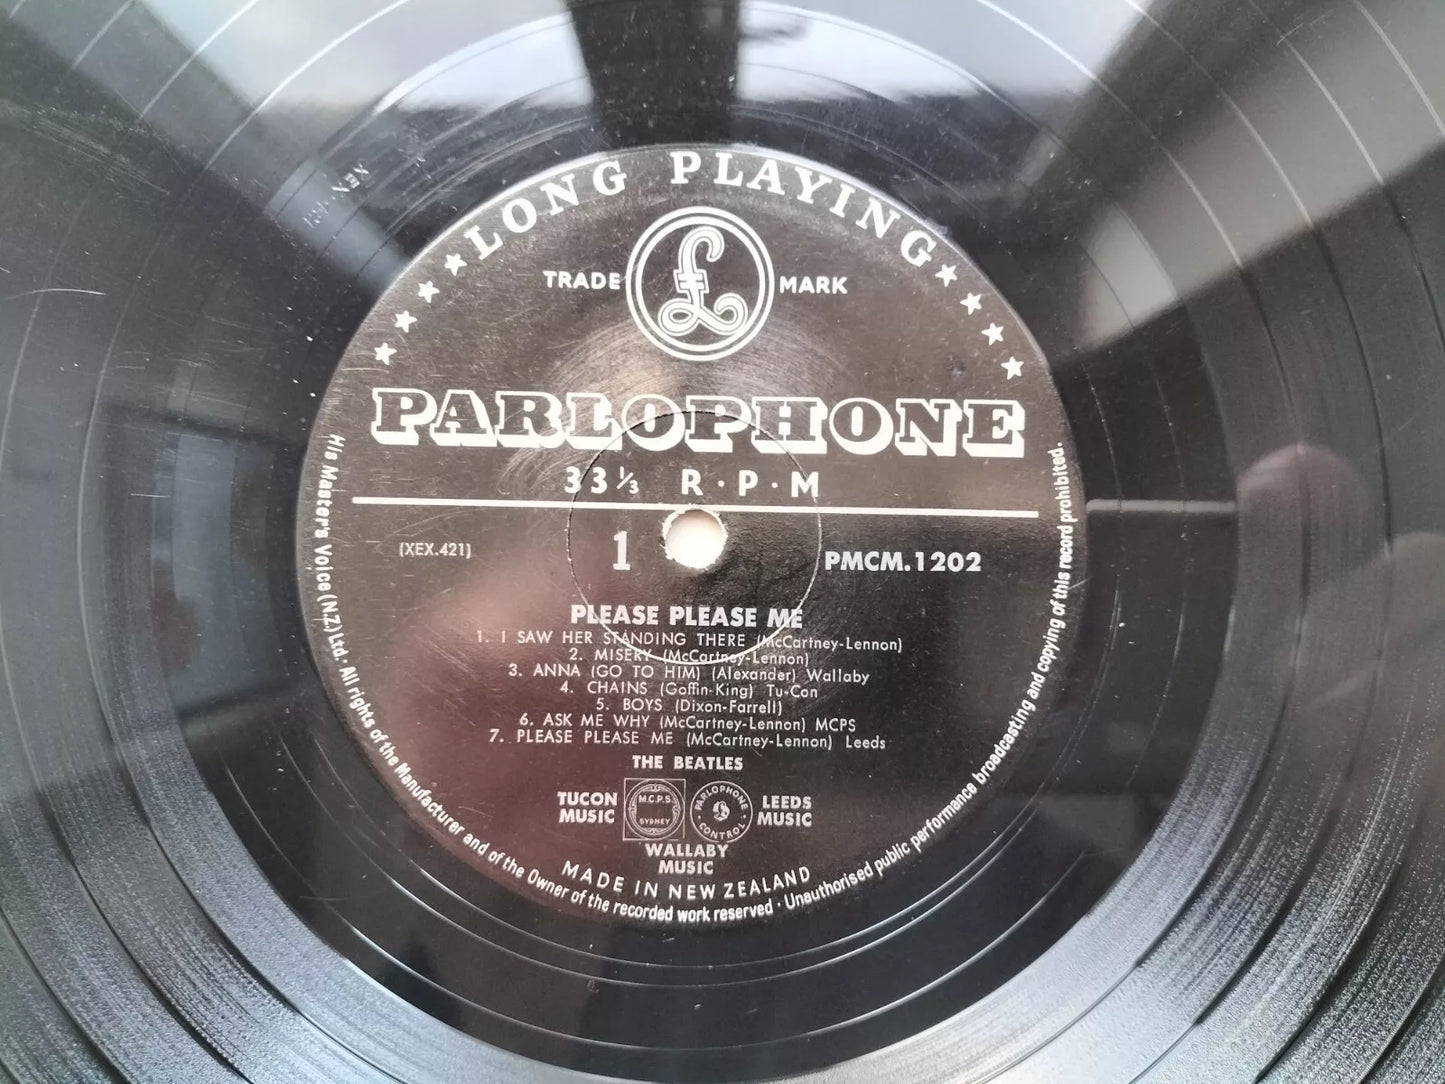 LONG PLAYING
TRADE MARK
£
PARLOPHONE
33⅓ R·P·M
(XEX.421) 1 PMCM.1202
PLEASE PLEASE ME
1. I SAW HER STANDING THERE (McCartney-Lennon)
2. MISERY (McCartney-Lennon)
3. ANNA (GO TO HIM) (Alexander) Wallaby
4. CHAINS (Goffin-King) Tu-Con
5. BOYS (Dixon-Farrell)
6. ASK ME WHY (McCartney-Lennon) MCPS
7. PLEASE PLEASE ME (McCartney-Lennon) Leeds
THE BEATLES
TUCON MUSIC
M.C.P.S. SYDNEY
PARLOPHONE · CONTROL ·
LEEDS MUSIC
WALLABY MUSIC
MADE IN NEW ZEALAND
His Master's Voice (N.Z.) Ltd · All rights of the Manufacturer and of the Owner of the recorded work reserved · Unauthorised public performance broadcasting and copying of this record prohibited.